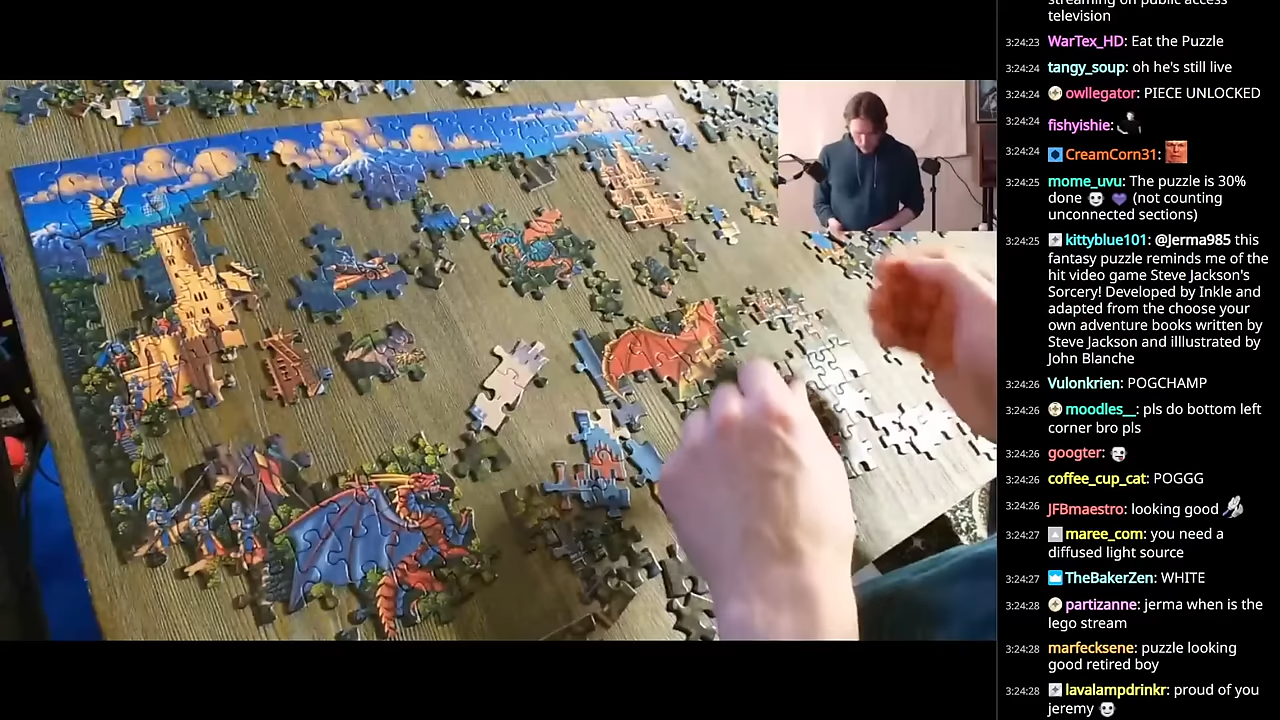 streaming on public access
television
3:24:23 WarTex_HD: Eat the Puzzle
3:24:24 tangy_soup: oh he's still live
3:24:24 owllegator: PIECE UNLOCKED
3:24:24 fishyishie:
3:24:24 CreamCorn31:
3:24:25 mome_uvu: The puzzle is 30%
done (not counting
unconnected sections)
3:24:25 kittyblue101: @Jerma985 this
fantasy puzzle reminds me of the
hit video game Steve Jackson's
Sorcery! Developed by Inkle and
adapted from the choose your
own adventure books written by
Steve Jackson and illlustrated by
John Blanche
3:24:26 Vulonkrien: POGCHAMP
3:24:26 moodles__: pls do bottom left
corner bro pls
3:24:26 googter:
3:24:26 coffee_cup_cat: POGGG
3:24:26 JFBmaestro: looking good
3:24:27 maree_com: you need a
diffused light source
3:24:27 TheBakerZen: WHITE
3:24:28 partizanne: jerma when is the
lego stream
3:24:28 marfecksene: puzzle looking
good retired boy
3:24:28 lavalampdrinkr: proud of you
jeremy